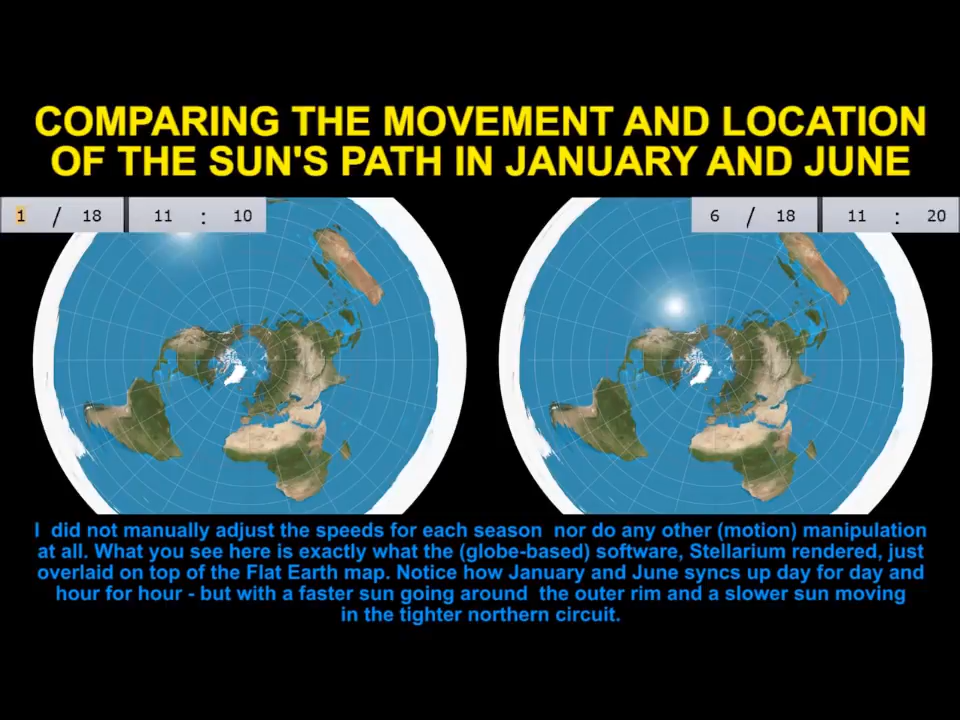 COMPARING THE MOVEMENT AND LOCATION
OF THE SUN'S PATH IN JANUARY AND JUNE
1 / 18 11 : 10
6 / 18 11 : 20
I did not manually adjust the speeds for each season nor do any other (motion) manipulation
at all. What you see here is exactly what the (globe-based) software, Stellarium rendered, just
overlaid on top of the Flat Earth map. Notice how January and June syncs up day for day and
hour for hour - but with a faster sun going around the outer rim and a slower sun moving
in the tighter northern circuit.